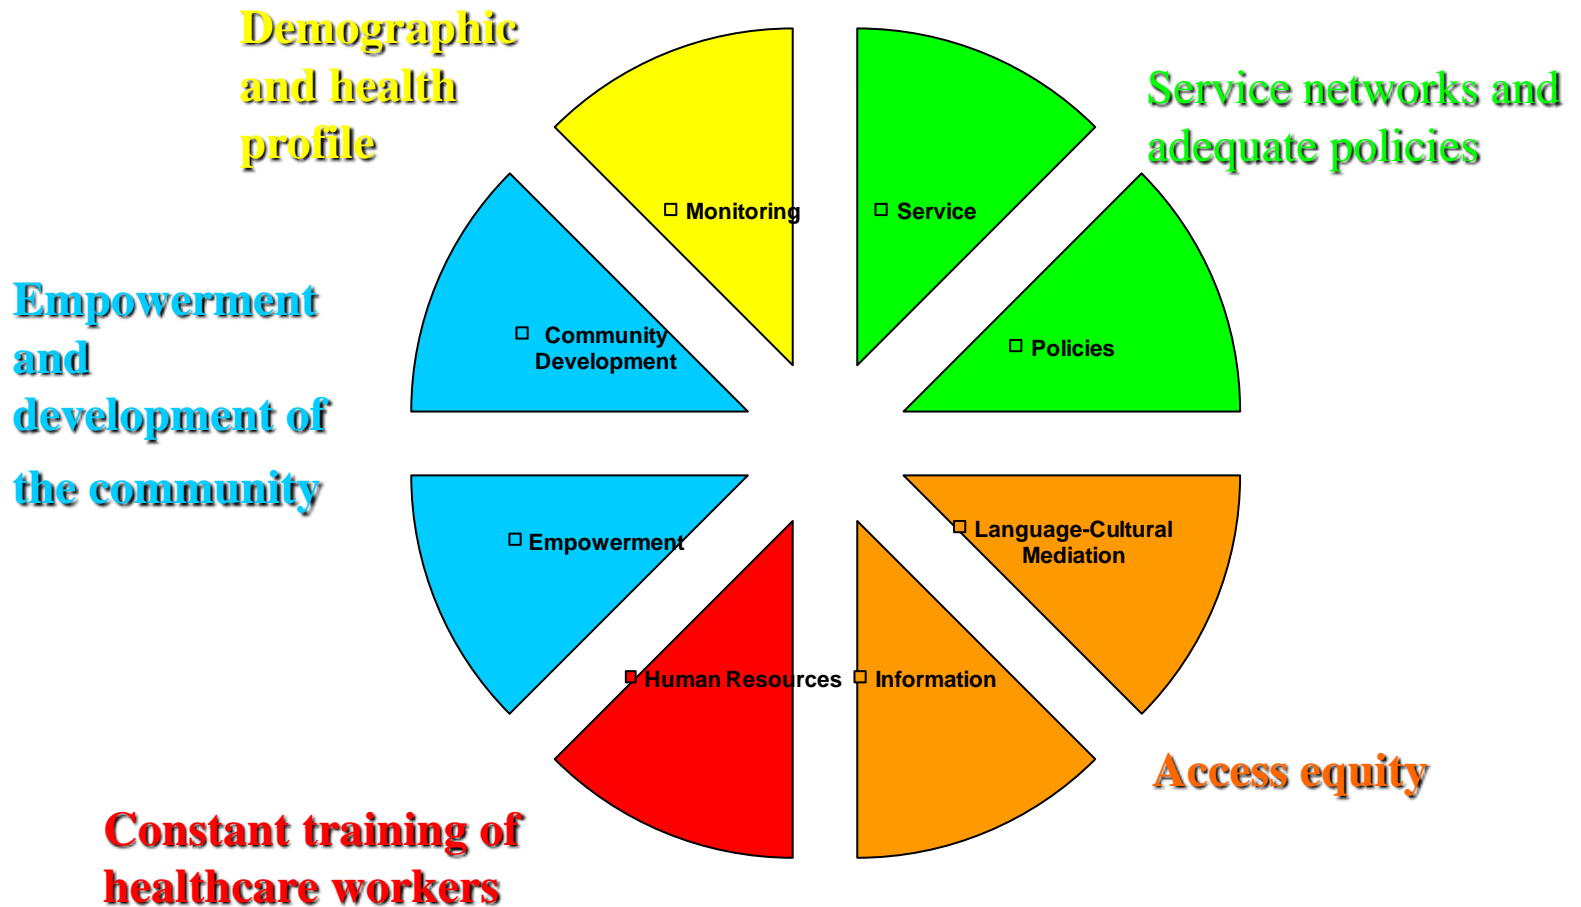 Demographic
and health
profile
Service networks and
adequate policies
Monitoring
Service
Empowerment
and
development of
the community
Community
Development
Policies
Empowerment
Language-Cultural
Mediation
Human Resources
Information
Access equity
Constant training of
healthcare workers